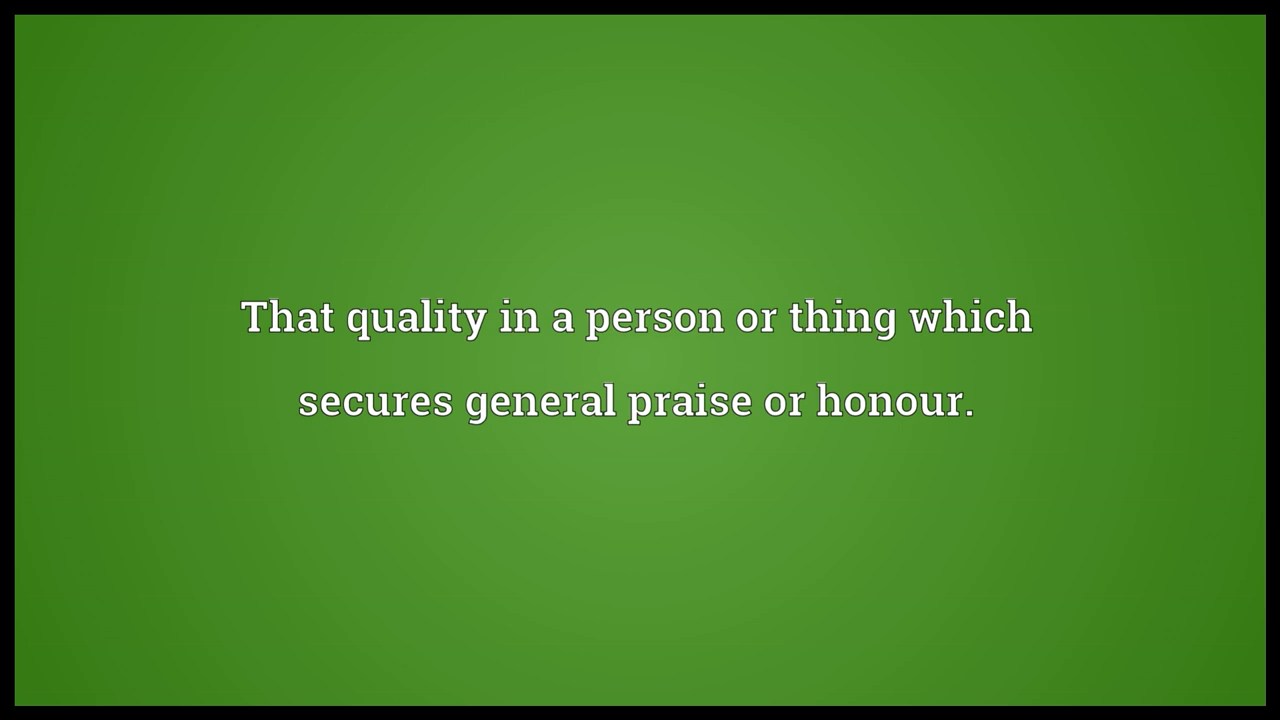 That quality in a person or thing which
secures general praise or honour.